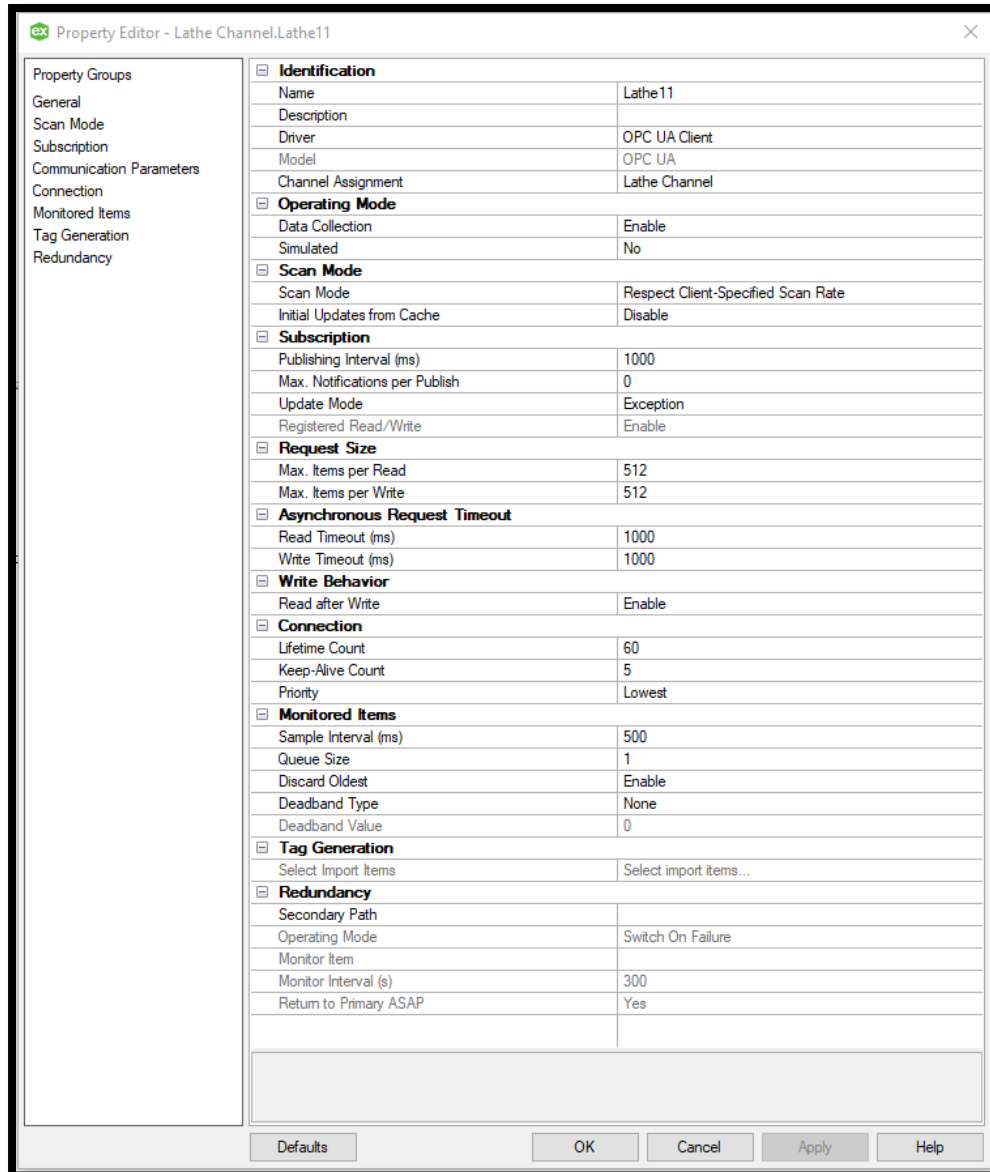 ex Property Editor - Lathe Channel.Lathe11
Property Groups
General
Scan Mode
Subscription
Communication Parameters
Connection
Monitored Items
Tag Generation
Redundancy
Identification
Name Lathe11
Description
Driver OPC UA Client
Model OPC UA
Channel Assignment Lathe Channel
Operating Mode
Data Collection Enable
Simulated No
Scan Mode
Scan Mode Respect Client-Specified Scan Rate
Initial Updates from Cache Disable
Subscription
Publishing Interval (ms) 1000
Max. Notifications per Publish 0
Update Mode Exception
Registered Read/Write Enable
Request Size
Max. Items per Read 512
Max. Items per Write 512
Asynchronous Request Timeout
Read Timeout (ms) 1000
Write Timeout (ms) 1000
Write Behavior
Read after Write Enable
Connection
Lifetime Count 60
Keep-Alive Count 5
Priority Lowest
Monitored Items
Sample Interval (ms) 500
Queue Size 1
Discard Oldest Enable
Deadband Type None
Deadband Value 0
Tag Generation
Select Import Items Select import items...
Redundancy
Secondary Path
Operating Mode Switch On Failure
Monitor Item
Monitor Interval (s) 300
Return to Primary ASAP Yes
Defaults OK Cancel Apply Help